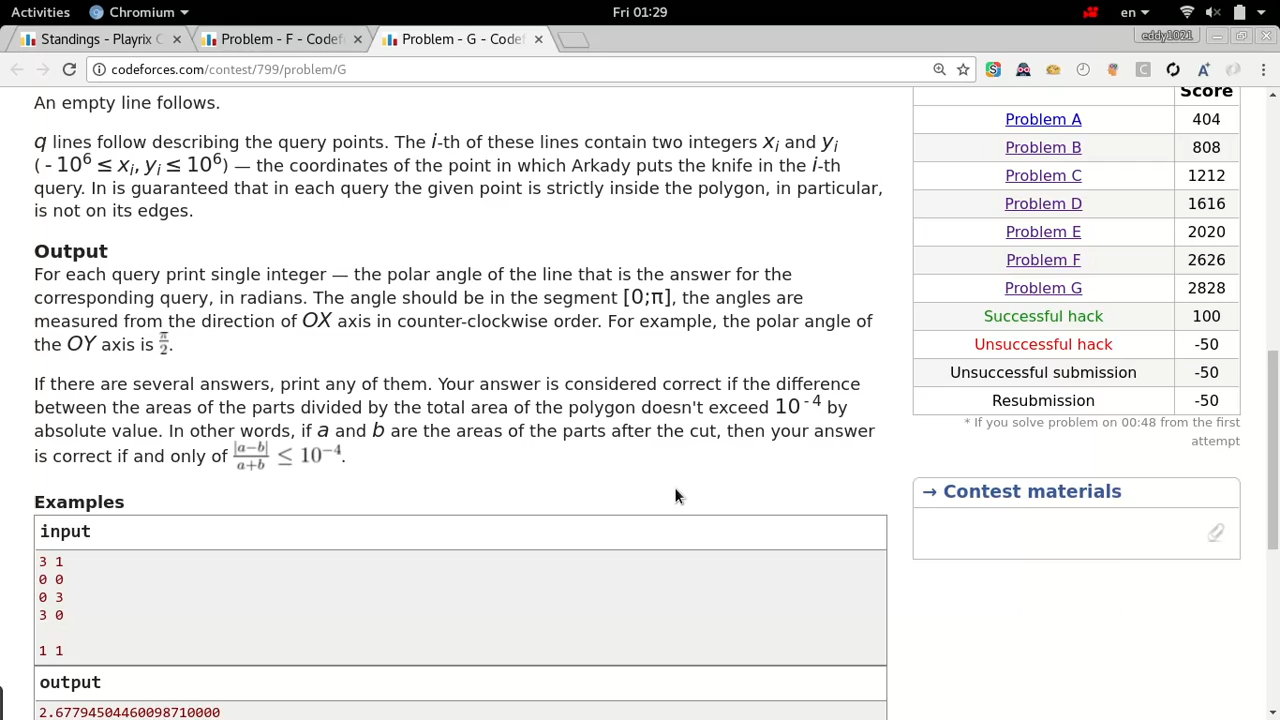 Activities Chromium Fri 01:29 en
Standings - Playrix C Problem - F - Codef Problem - G - Codef eddy1021
codeforces.com/contest/799/problem/G
An empty line follows.
q lines follow describing the query points. The i-th of these lines contain two integers xi and yi
( - 10^6 ≤ xi, yi ≤ 10^6) — the coordinates of the point in which Arkady puts the knife in the i-th
query. In is guaranteed that in each query the given point is strictly inside the polygon, in particular,
is not on its edges.
Output
For each query print single integer — the polar angle of the line that is the answer for the
corresponding query, in radians. The angle should be in the segment [0;π], the angles are
measured from the direction of OX axis in counter-clockwise order. For example, the polar angle of
the OY axis is π/2.
If there are several answers, print any of them. Your answer is considered correct if the difference
between the areas of the parts divided by the total area of the polygon doesn't exceed 10^-4 by
absolute value. In other words, if a and b are the areas of the parts after the cut, then your answer
is correct if and only of |a−b|/a+b ≤ 10^−4.
Examples
input
3 1
0 0
0 3
3 0
1 1
output
2.67794504460098710000
Score
Problem A 404
Problem B 808
Problem C 1212
Problem D 1616
Problem E 2020
Problem F 2626
Problem G 2828
Successful hack 100
Unsuccessful hack -50
Unsuccessful submission -50
Resubmission -50
* If you solve problem on 00:48 from the first
attempt
→ Contest materials